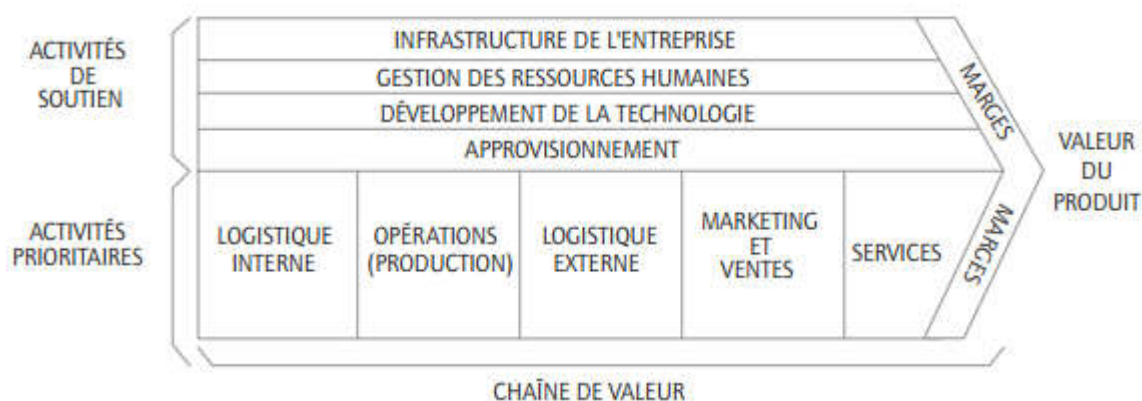 ACTIVITÉS
DE
SOUTIEN
INFRASTRUCTURE DE L'ENTREPRISE
GESTION DES RESSOURCES HUMAINES
DÉVELOPPEMENT DE LA TECHNOLOGIE
APPROVISIONNEMENT
MARGES
VALEUR
DU
PRODUIT
ACTIVITÉS
PRIORITAIRES
LOGISTIQUE
INTERNE
OPÉRATIONS
(PRODUCTION)
LOGISTIQUE
EXTERNE
MARKETING
ET
VENTES
SERVICES
MARGES
CHAÎNE DE VALEUR